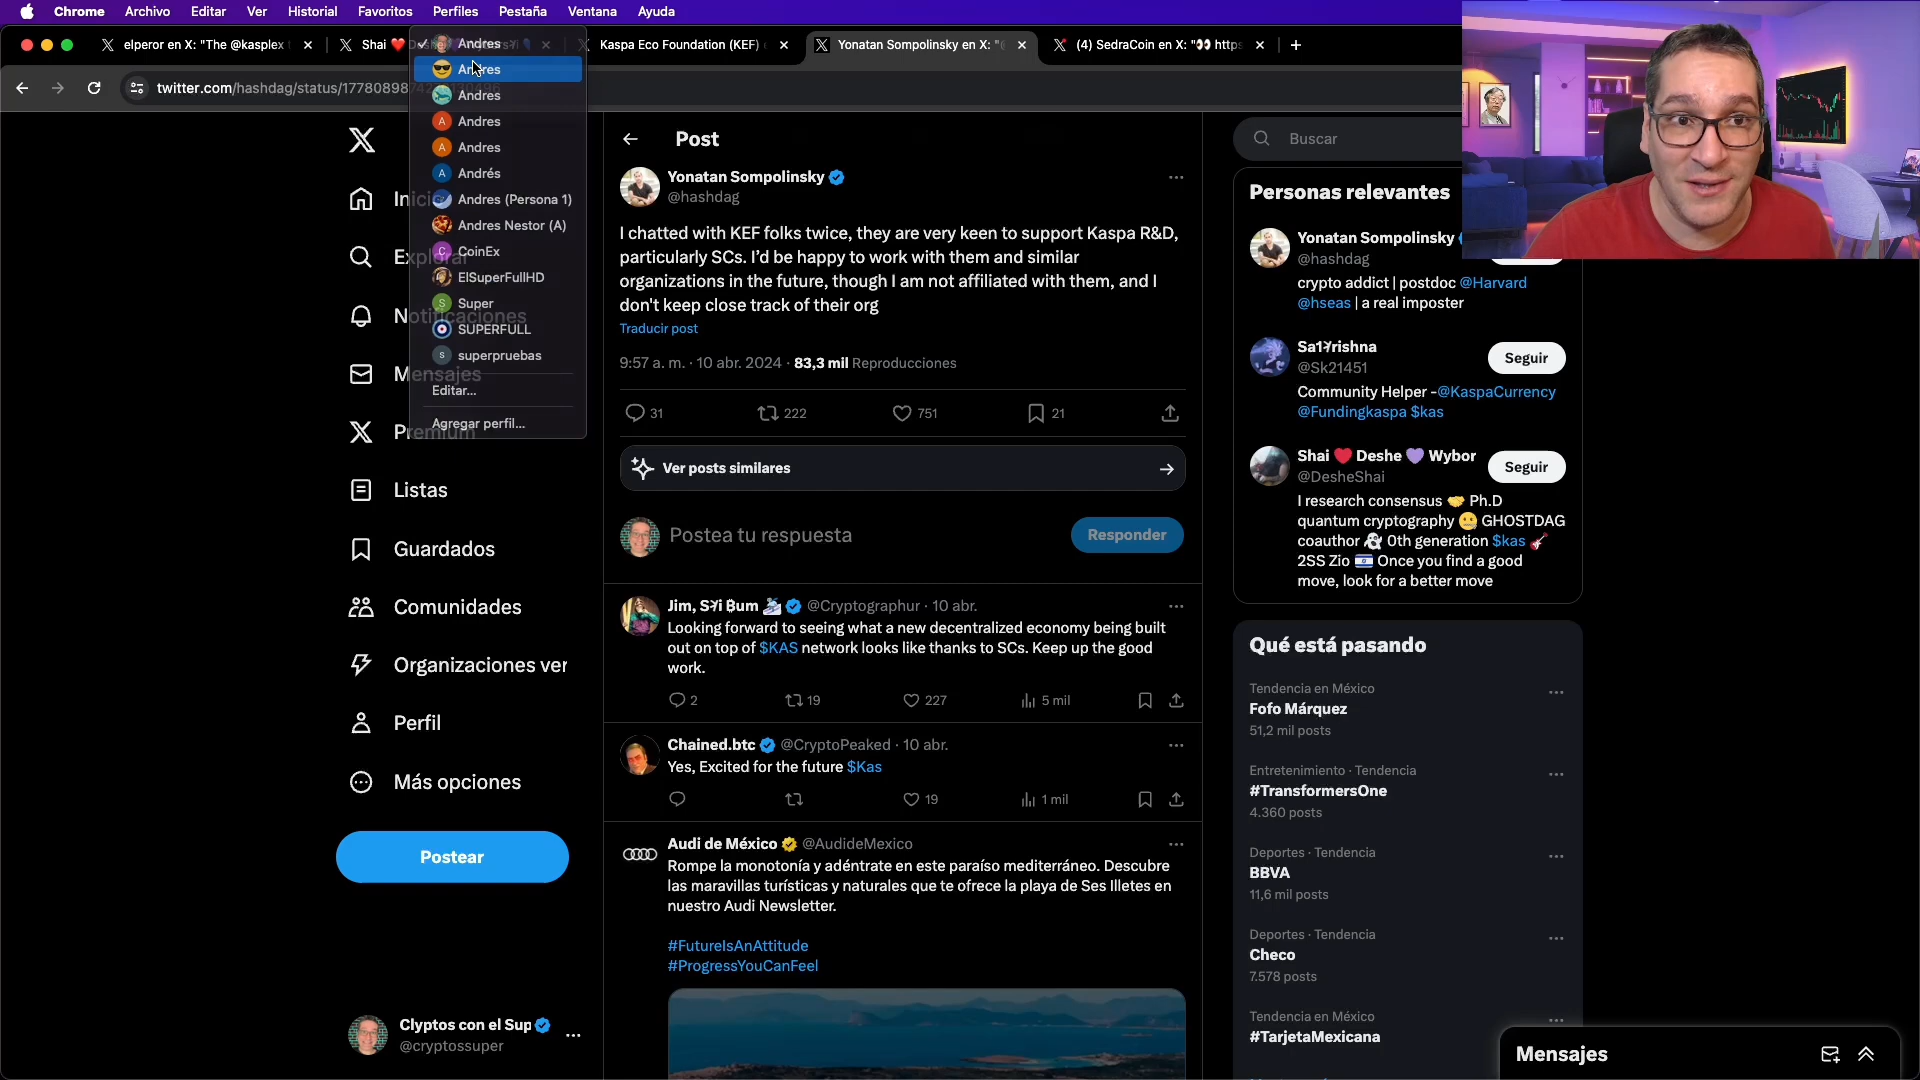 Chrome Archivo Editar Ver Historial Favoritos Perfiles Pestaña Ventana Ayuda
elperor en X: "The @kasplex
Shai
Kaspa Eco Foundation (KEF)
Yonatan Sompolinsky en X: "
(4) SedraCoin en X: "👀 http
twitter.com/hashdag/status/17780898
Andres
Andres
Andres
Andres
Andres
Andrés
Andres (Persona 1)
Andres Nestor (A)
CoinEx
ElSuperFullHD
Super
SUPERFULL
superpruebas
Editar...
Agregar perfil...
Notificaciones
Mensajes
Premium
Listas
Guardados
Comunidades
Organizaciones ver
Perfil
Más opciones
Postear
Clyptos con el Sup
@cryptossuper
Post
Yonatan Sompolinsky
@hashdag
I chatted with KEF folks twice, they are very keen to support Kaspa R&D,
particularly SCs. I'd be happy to work with them and similar
organizations in the future, though I am not affiliated with them, and I
don't keep close track of their org
Traducir post
9:57 a. m. · 10 abr. 2024 · 83,3 mil Reproducciones
31 222 751 21
Ver posts similares
Postea tu respuesta
Responder
@Cryptographur · 10 abr.
Looking forward to seeing what a new decentralized economy being built
out on top of $KAS network looks like thanks to SCs. Keep up the good
work.
2 19 227 5 mil
Chained.btc @CryptoPeaked · 10 abr.
Yes, Excited for the future $Kas
19 1 mil
Audi de México @AudideMexico
Rompe la monotonía y adéntrate en este paraíso mediterráneo. Descubre
las maravillas turísticas y naturales que te ofrece la playa de Ses Illetes en
nuestro Audi Newsletter.
#FutureIsAnAttitude
#ProgressYouCanFeel
Buscar
Personas relevantes
Yonatan Sompolinsky
@hashdag
crypto addict | postdoc @Harvard
@hseas | a real imposter
@Sk21451
Seguir
Community Helper -@KaspaCurrency
@Fundingkaspa $kas
Shai ❤️ Deshe 💜 Wybor
@DesheShai
Seguir
I research consensus 🤝 Ph.D
quantum cryptography 🤐 GHOSTDAG
coauthor 👻 0th generation $kas 🎸
2SS Zio 🇮🇱 Once you find a good
move, look for a better move
Qué está pasando
Tendencia en México
Fofo Márquez
51,2 mil posts
Entretenimiento · Tendencia
#TransformersOne
4.360 posts
Deportes · Tendencia
BBVA
11,6 mil posts
Deportes · Tendencia
Checo
7.578 posts
Tendencia en México
#TarjetaMexicana
Mensajes